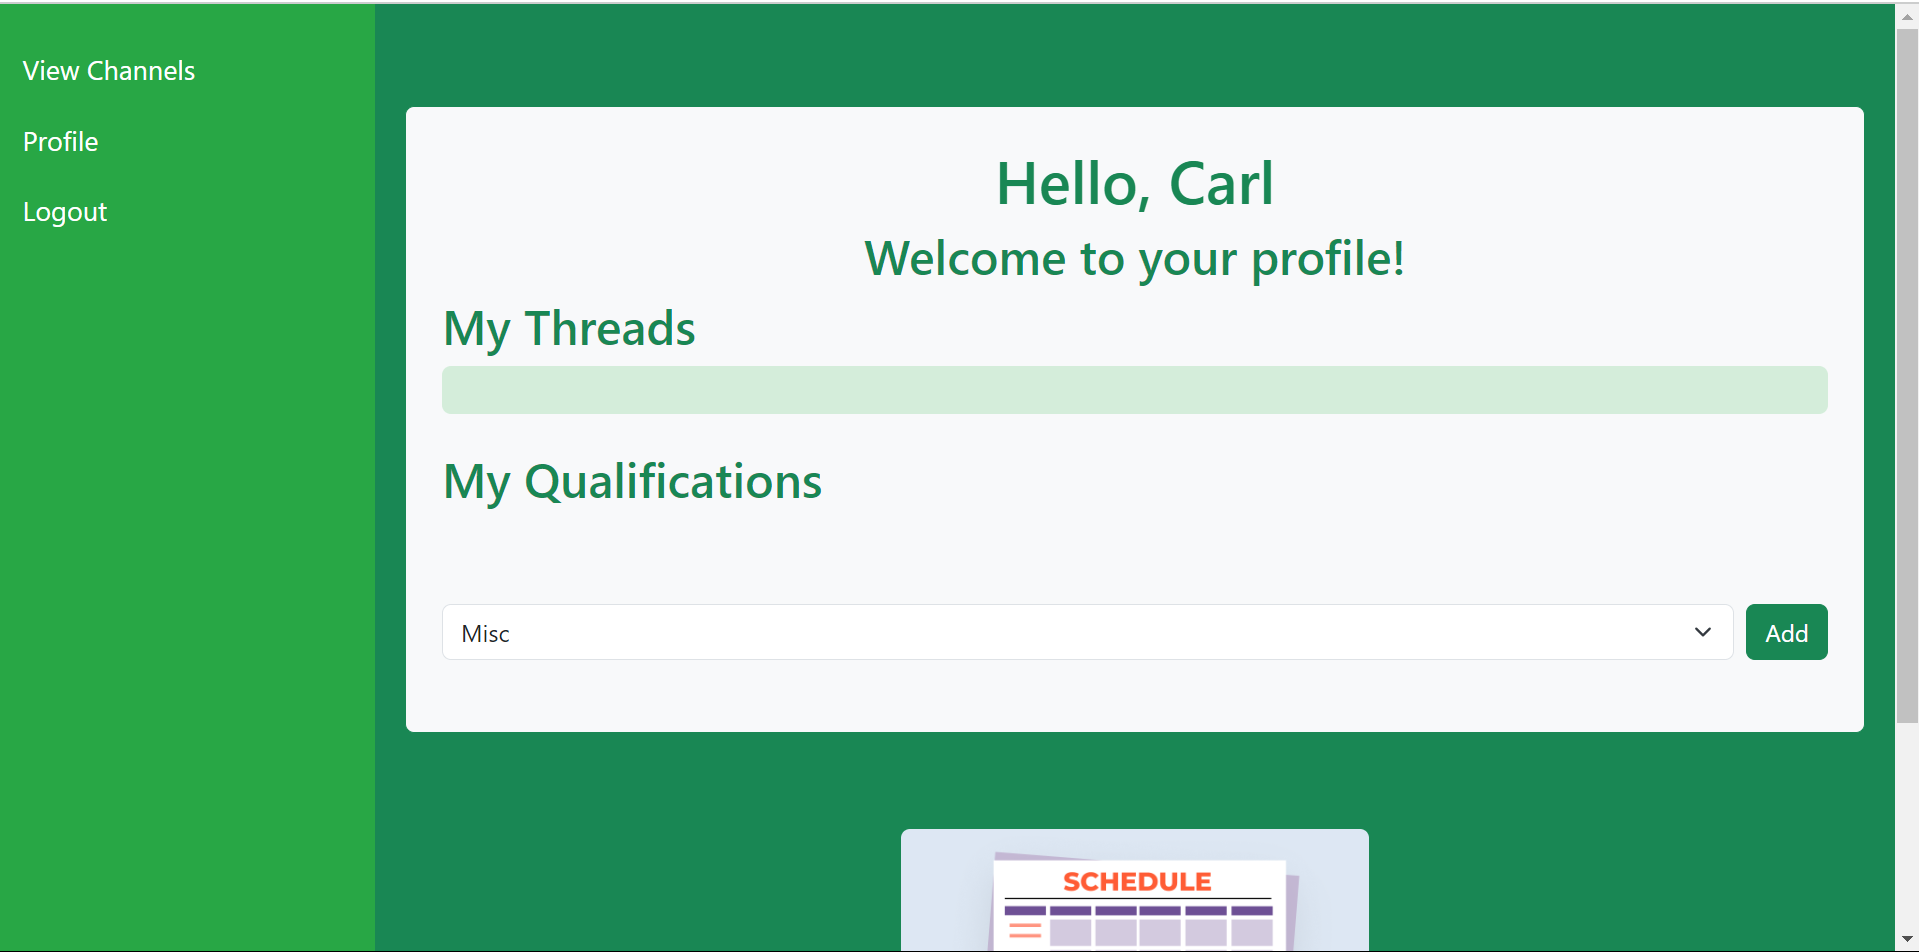 View Channels
Profile
Logout
Hello, Carl
Welcome to your profile!
My Threads
My Qualifications
Misc
Add
SCHEDULE